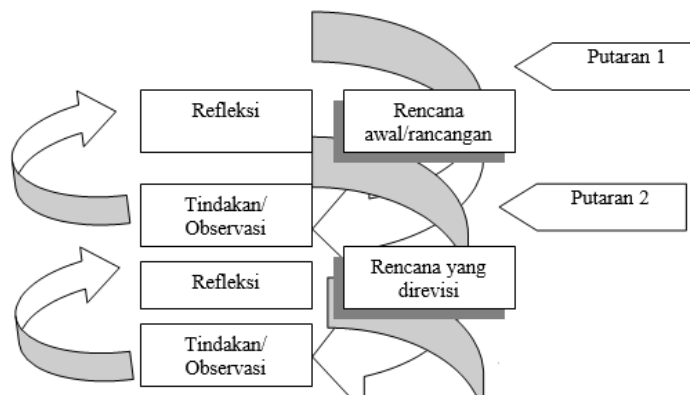 Putaran 1
Refleksi
Rencana
awal/rancangan
Putaran 2
Tindakan/
Observasi
Rencana yang
direvisi
Refleksi
Tindakan/
Observasi